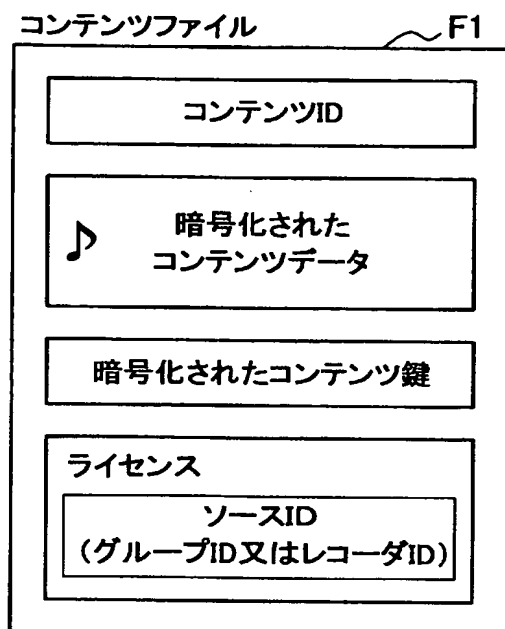 コンテンツファイル
F1
コンテンツID
暗号化された
コンテンツデータ
暗号化されたコンテンツ鍵
ライセンス
ソースID
(グループID又はレコーダID)